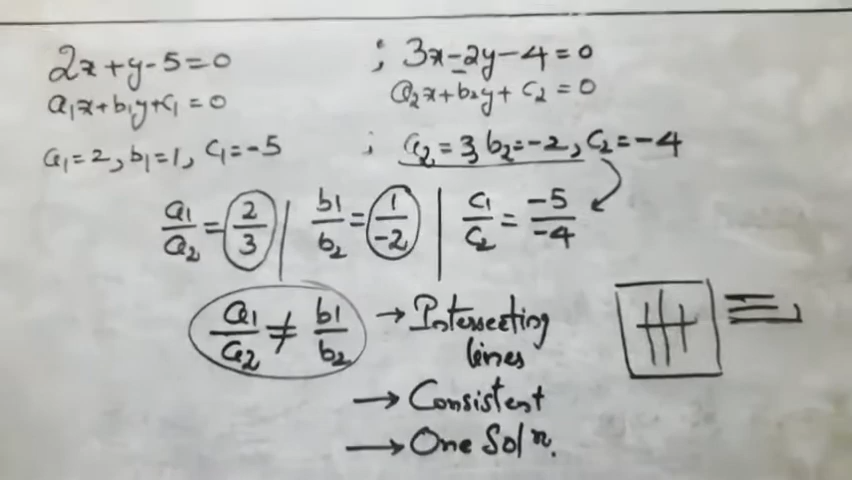 2x+y-5=0 ; 3x-2y-4=0
a₁x+b₁y+c₁=0 a₂x+b₂y+c₂=0
a₁=2, b₁=1, c₁=-5 ; a₂=3, b₂=-2, c₂=-4
a₁/a₂ = 2/3 | b₁/b₂ = 1/-2 | c₁/c₂ = -5/-4
a₁/a₂ ≠ b₁/b₂ → Intersecting
lines
→ Consistent
→ One Solⁿ.